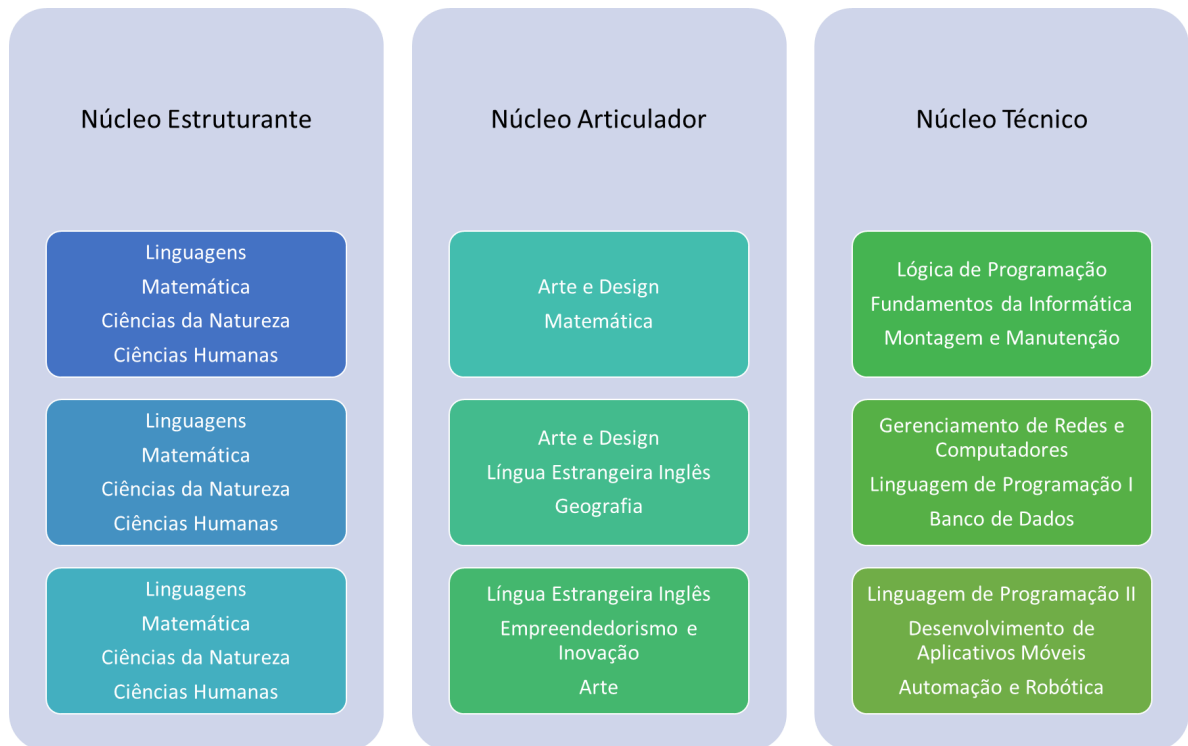 Núcleo Estruturante
Linguagens
Matemática
Ciências da Natureza
Ciências Humanas
Linguagens
Matemática
Ciências da Natureza
Ciências Humanas
Linguagens
Matemática
Ciências da Natureza
Ciências Humanas
Núcleo Articulador
Arte e Design
Matemática
Arte e Design
Língua Estrangeira Inglês
Geografia
Língua Estrangeira Inglês
Empreendedorismo e
Inovação
Arte
Núcleo Técnico
Lógica de Programação
Fundamentos da Informática
Montagem e Manutenção
Gerenciamento de Redes e
Computadores
Linguagem de Programação I
Banco de Dados
Linguagem de Programação II
Desenvolvimento de
Aplicativos Móveis
Automação e Robótica